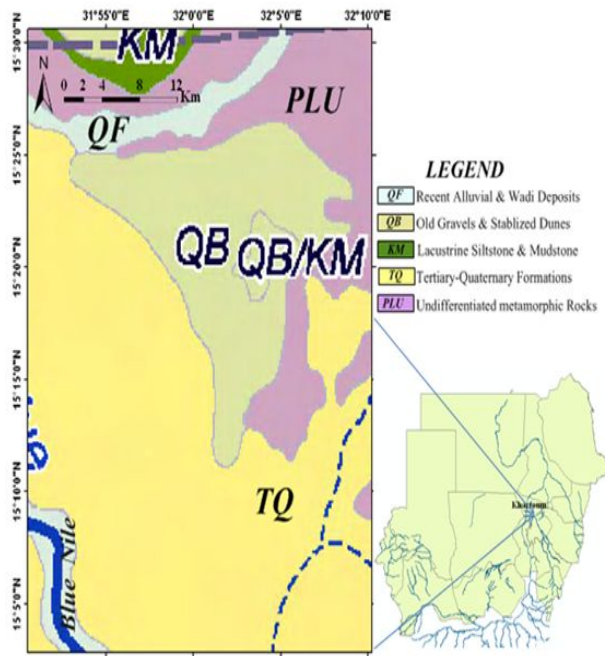 31°55'0"E 32°0'0"E 32°5'0"E 32°10'0"E
15°30'0"N
15°25'0"N
15°20'0"N
15°15'0"N
15°10'0"N
15°5'0"N
N
0 2 4 8 12
Km
KM
PLU
QF
QB QB/KM
TQ
Blue Nile
LEGEND
QF Recent Alluvial & Wadi Deposits
QB Old Gravels & Stablized Dunes
KM Lacustrine Siltstone & Mudstone
TQ Tertiary-Quaternary Formations
PLU Undifferentiated metamorphic Rocks
Khartoum